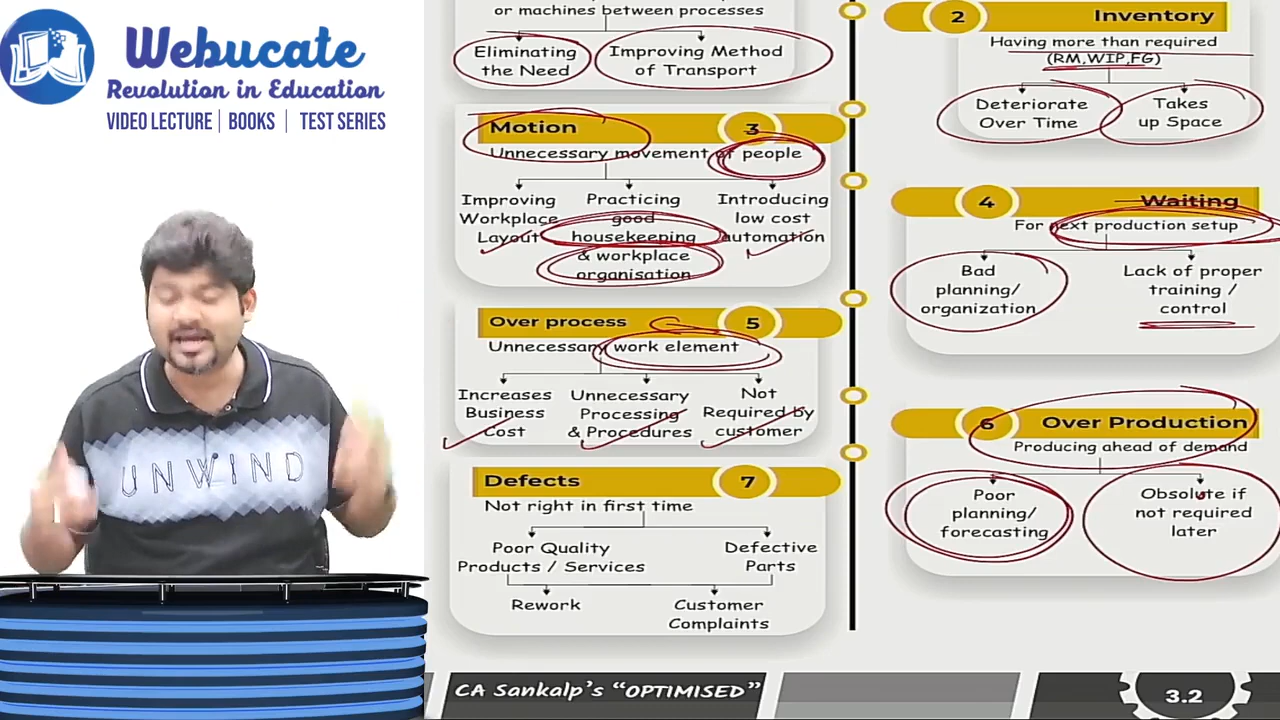 Webucate
Revolution in Education
VIDEO LECTURE | BOOKS | TEST SERIES
UNWIND
or machines between processes
Eliminating
the Need
Improving Method
of Transport
2
Inventory
Having more than required
(RM,WIP,FG)
Deteriorate
Over Time
Takes
up Space
Motion
3
Unnecessary movement of people
Improving
Workplace
Layout
Practicing
good
housekeeping
& workplace
organisation
Introducing
low cost
automation
4
Waiting
For next production setup
Bad
planning/
organization
Lack of proper
training /
control
Over process
5
Unnecessary work element
Increases
Business
Cost
Unnecessary
Processing
& Procedures
Not
Required by
customer
6
Over Production
Producing ahead of demand
Poor
planning/
forecasting
Obsolute if
not required
later
Defects
7
Not right in first time
Poor Quality
Products / Services
Defective
Parts
Rework
Customer
Complaints
CA Sankalp's "OPTIMISED"
3.2